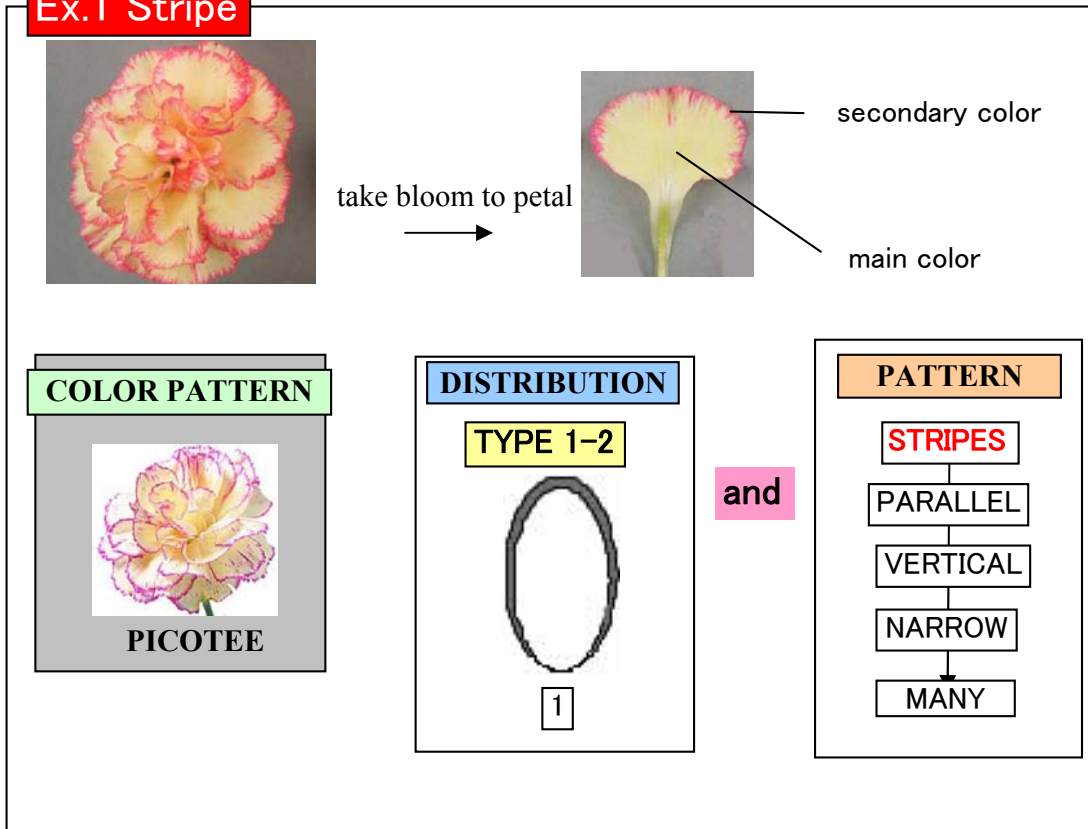 Ex.1 Stripe
take bloom to petal
secondary color
main color
COLOR PATTERN
PICOTEE
DISTRIBUTION
TYPE 1-2
1
and
PATTERN
STRIPES
PARALLEL
VERTICAL
NARROW
MANY